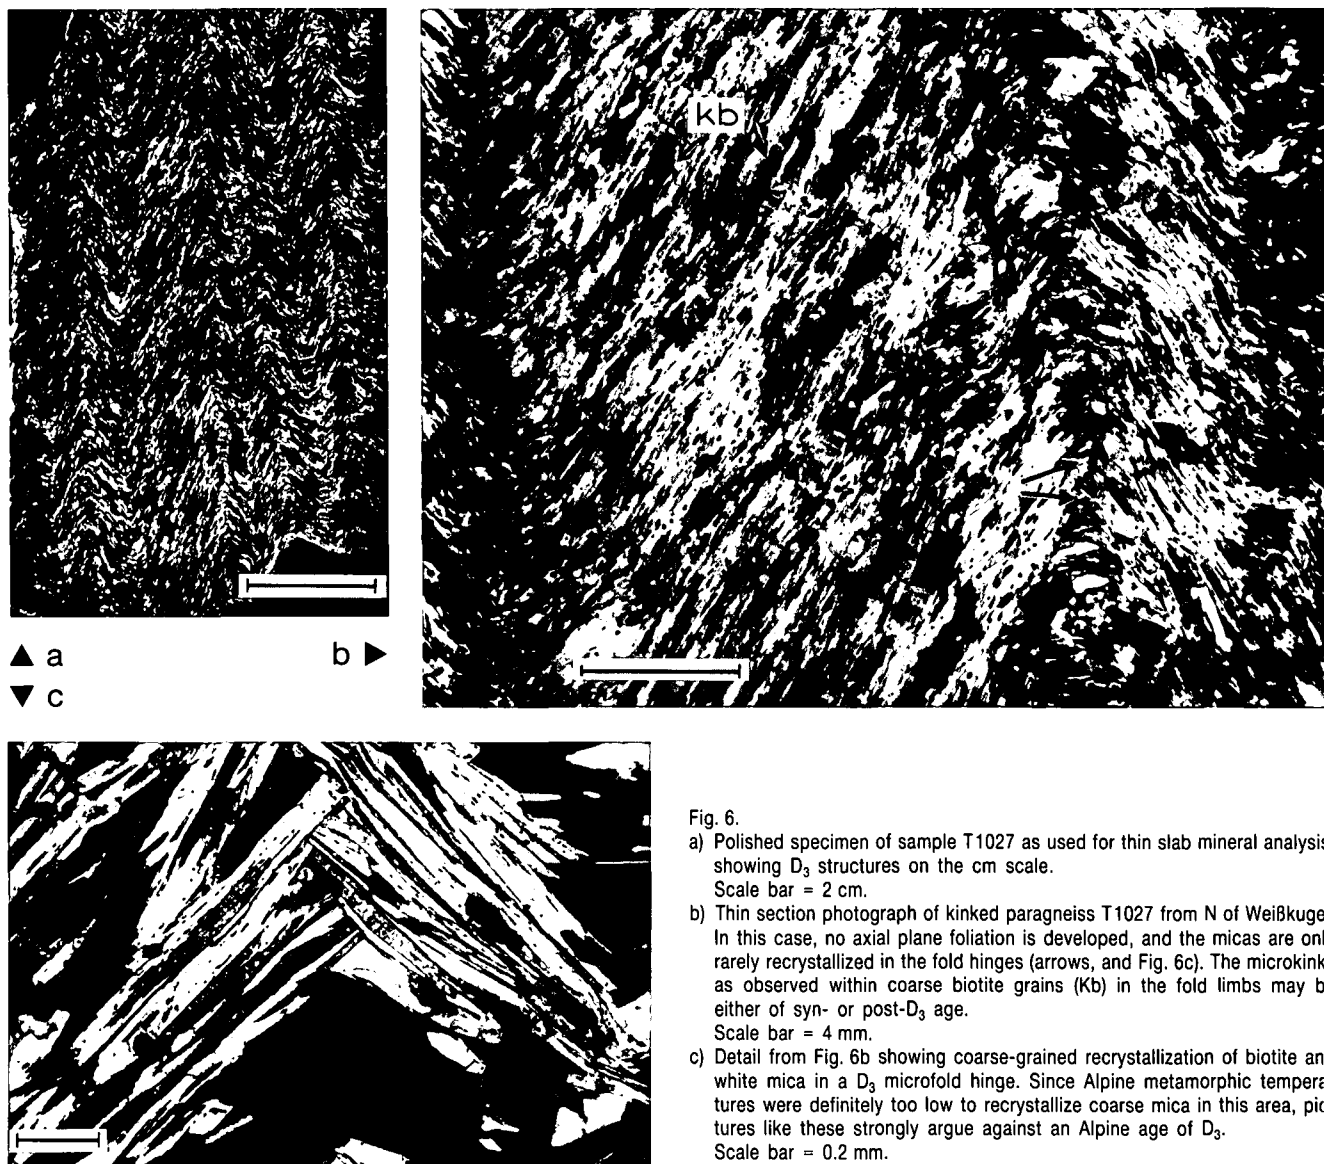 kb
▲ a
b ►
▼ c
Fig. 6.
a) Polished specimen of sample T1027 as used for thin slab mineral analysis
showing D₃ structures on the cm scale.
Scale bar = 2 cm.
b) Thin section photograph of kinked paragneiss T1027 from N of Weißkuge
In this case, no axial plane foliation is developed, and the micas are onl
rarely recrystallized in the fold hinges (arrows, and Fig. 6c). The microkink
as observed within coarse biotite grains (Kb) in the fold limbs may b
either of syn- or post-D₃ age.
Scale bar = 4 mm.
c) Detail from Fig. 6b showing coarse-grained recrystallization of biotite an
white mica in a D₃ microfold hinge. Since Alpine metamorphic tempera
tures were definitely too low to recrystallize coarse mica in this area, pic
tures like these strongly argue against an Alpine age of D₃.
Scale bar = 0.2 mm.